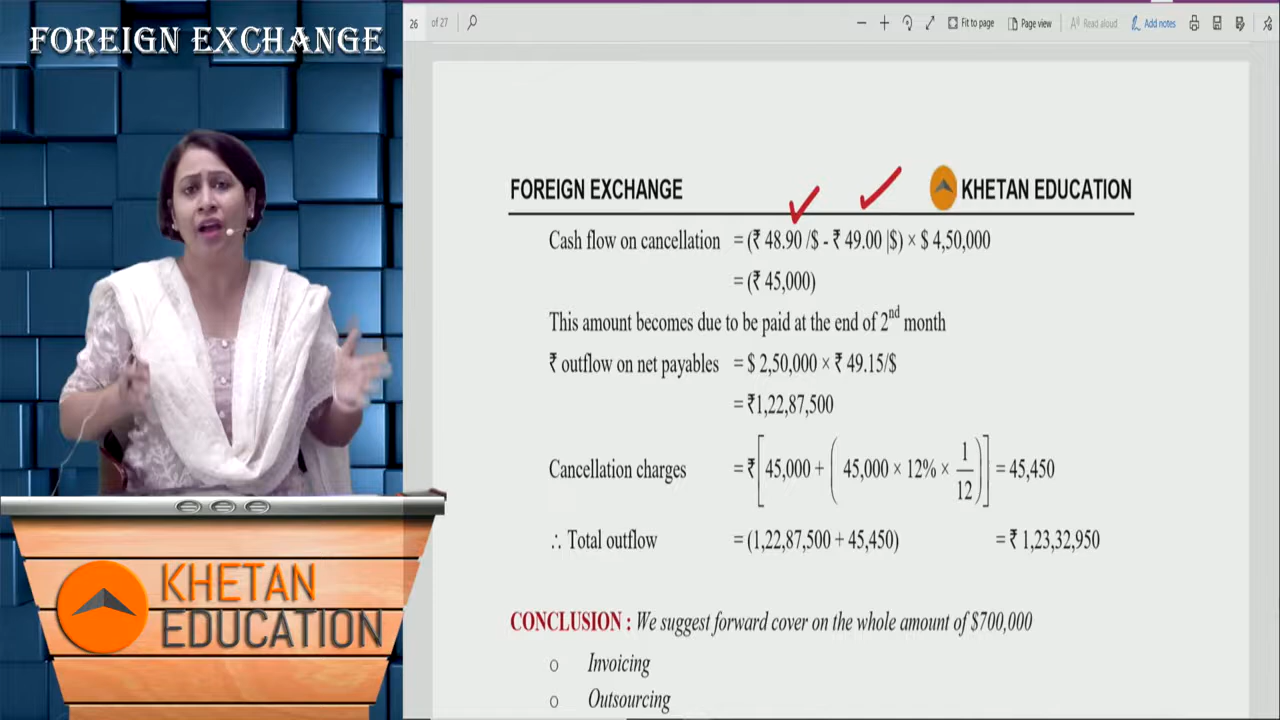 FOREIGN EXCHANGE
26 of 27
Fit to page
Page view
Read aloud
Add notes
FOREIGN EXCHANGE
KHETAN EDUCATION
Cash flow on cancellation = (₹ 48.90 /$ - ₹ 49.00 |$) × $ 4,50,000
= (₹ 45,000)
This amount becomes due to be paid at the end of 2nd month
₹ outflow on net payables = $ 2,50,000 × ₹ 49.15/$
= ₹1,22,87,500
Cancellation charges = ₹ [45,000 + (45,000 × 12% × 1/12)] = 45,450
∴ Total outflow = (1,22,87,500 + 45,450) = ₹ 1,23,32,950
CONCLUSION : We suggest forward cover on the whole amount of $700,000
o Invoicing
o Outsourcing
KHETAN
EDUCATION